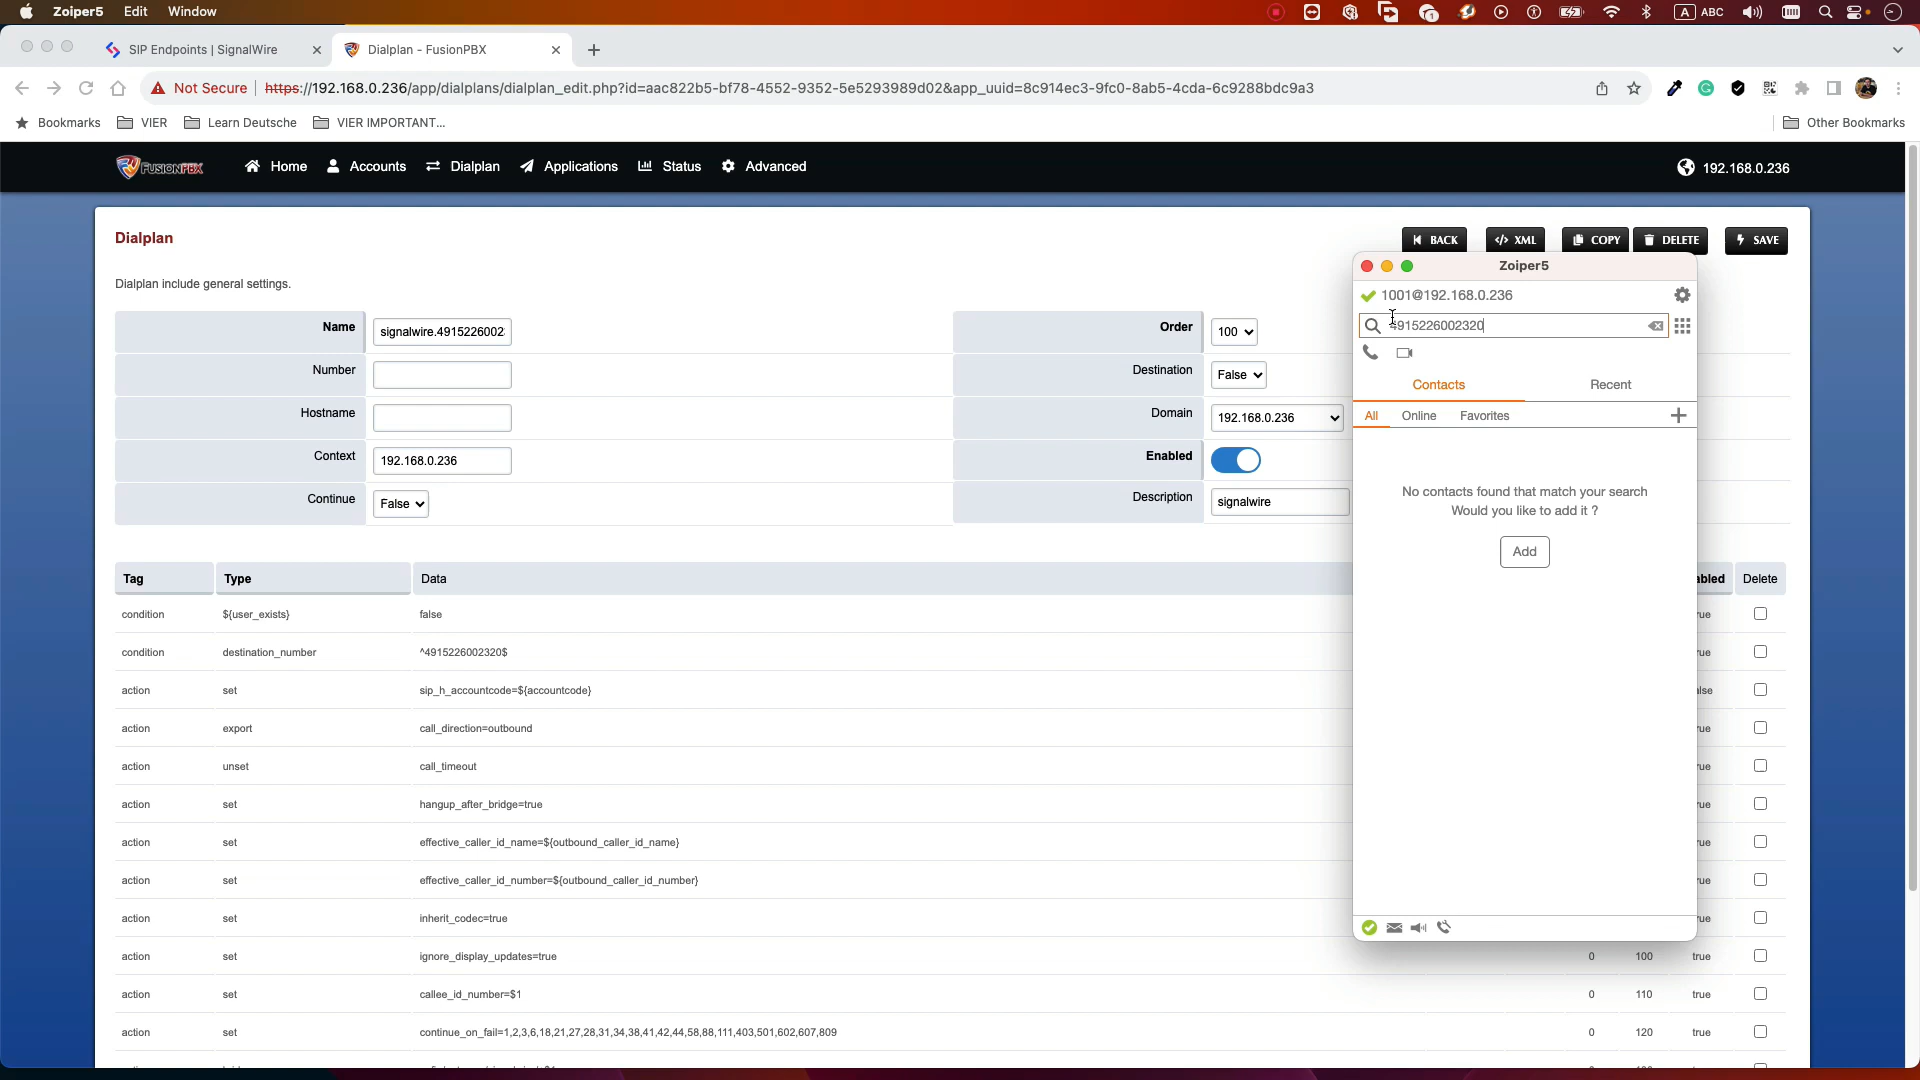 Zoiper5 Edit Window
A ABC
SIP Endpoints | SignalWire
Dialplan - FusionPBX
Not Secure https://192.168.0.236/app/dialplans/dialplan_edit.php?id=aac822b5-bf78-4552-9352-5e5293989d02&app_uuid=8c914ec3-9fc0-8ab5-4cda-6c9288bdc9a3
Bookmarks VIER Learn Deutsche VIER IMPORTANT... Other Bookmarks
FUSIONPBX Home Accounts Dialplan Applications Status Advanced 192.168.0.236
Dialplan
BACK XML COPY DELETE SAVE
Dialplan include general settings.
Name signalwire.4915226002
Order 100
Number
Destination False
Hostname
Domain 192.168.0.236
Context 192.168.0.236
Enabled
Continue False
Description signalwire
Tag Type Data abled Delete
condition ${user_exists} false rue
condition destination_number ^4915226002320$ rue
action set sip_h_accountcode=${accountcode} alse
action export call_direction=outbound rue
action unset call_timeout rue
action set hangup_after_bridge=true rue
action set effective_caller_id_name=${outbound_caller_id_name} rue
action set effective_caller_id_number=${outbound_caller_id_number} rue
action set inherit_codec=true rue
action set ignore_display_updates=true 0 100 true
action set callee_id_number=$1 0 110 true
action set continue_on_fail=1,2,3,6,18,21,27,28,31,34,38,41,42,44,58,88,111,403,501,602,607,809 0 120 true
Zoiper5
1001@192.168.0.236
4915226002320
Contacts Recent
All Online Favorites
No contacts found that match your search
Would you like to add it ?
Add